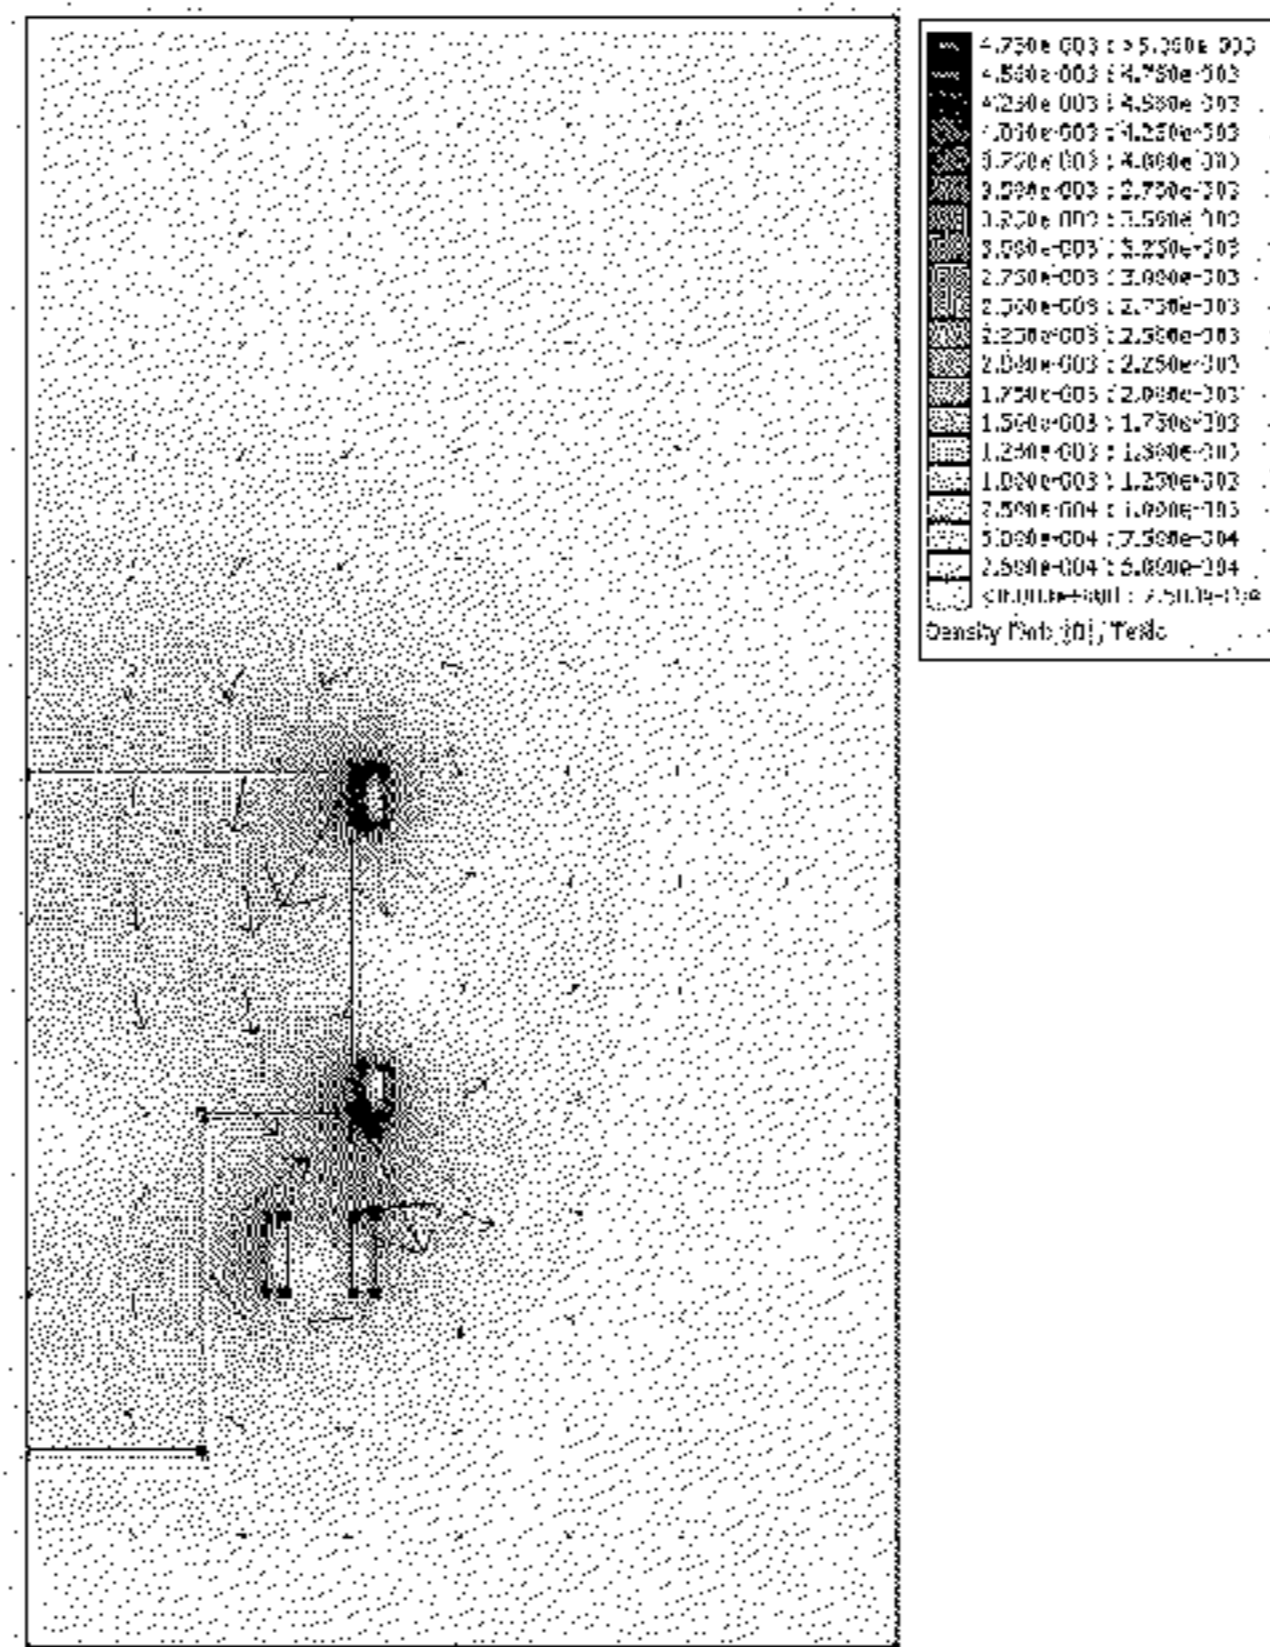 4.750e-003 : >5.000e-003
4.500e-003 : 4.750e-003
4.250e-003 : 4.500e-003
4.000e-003 : 4.250e-003
3.750e-003 : 4.000e-003
3.500e-003 : 3.750e-003
3.250e-003 : 3.500e-003
3.000e-003 : 3.250e-003
2.750e-003 : 3.000e-003
2.500e-003 : 2.750e-003
2.250e-003 : 2.500e-003
2.000e-003 : 2.250e-003
1.750e-003 : 2.000e-003
1.500e-003 : 1.750e-003
1.250e-003 : 1.500e-003
1.000e-003 : 1.250e-003
7.500e-004 : 1.000e-003
5.000e-004 : 7.500e-004
2.500e-004 : 5.000e-004
<0.000e+000 : 2.500e-004
Density Plot: |B|, Tesla